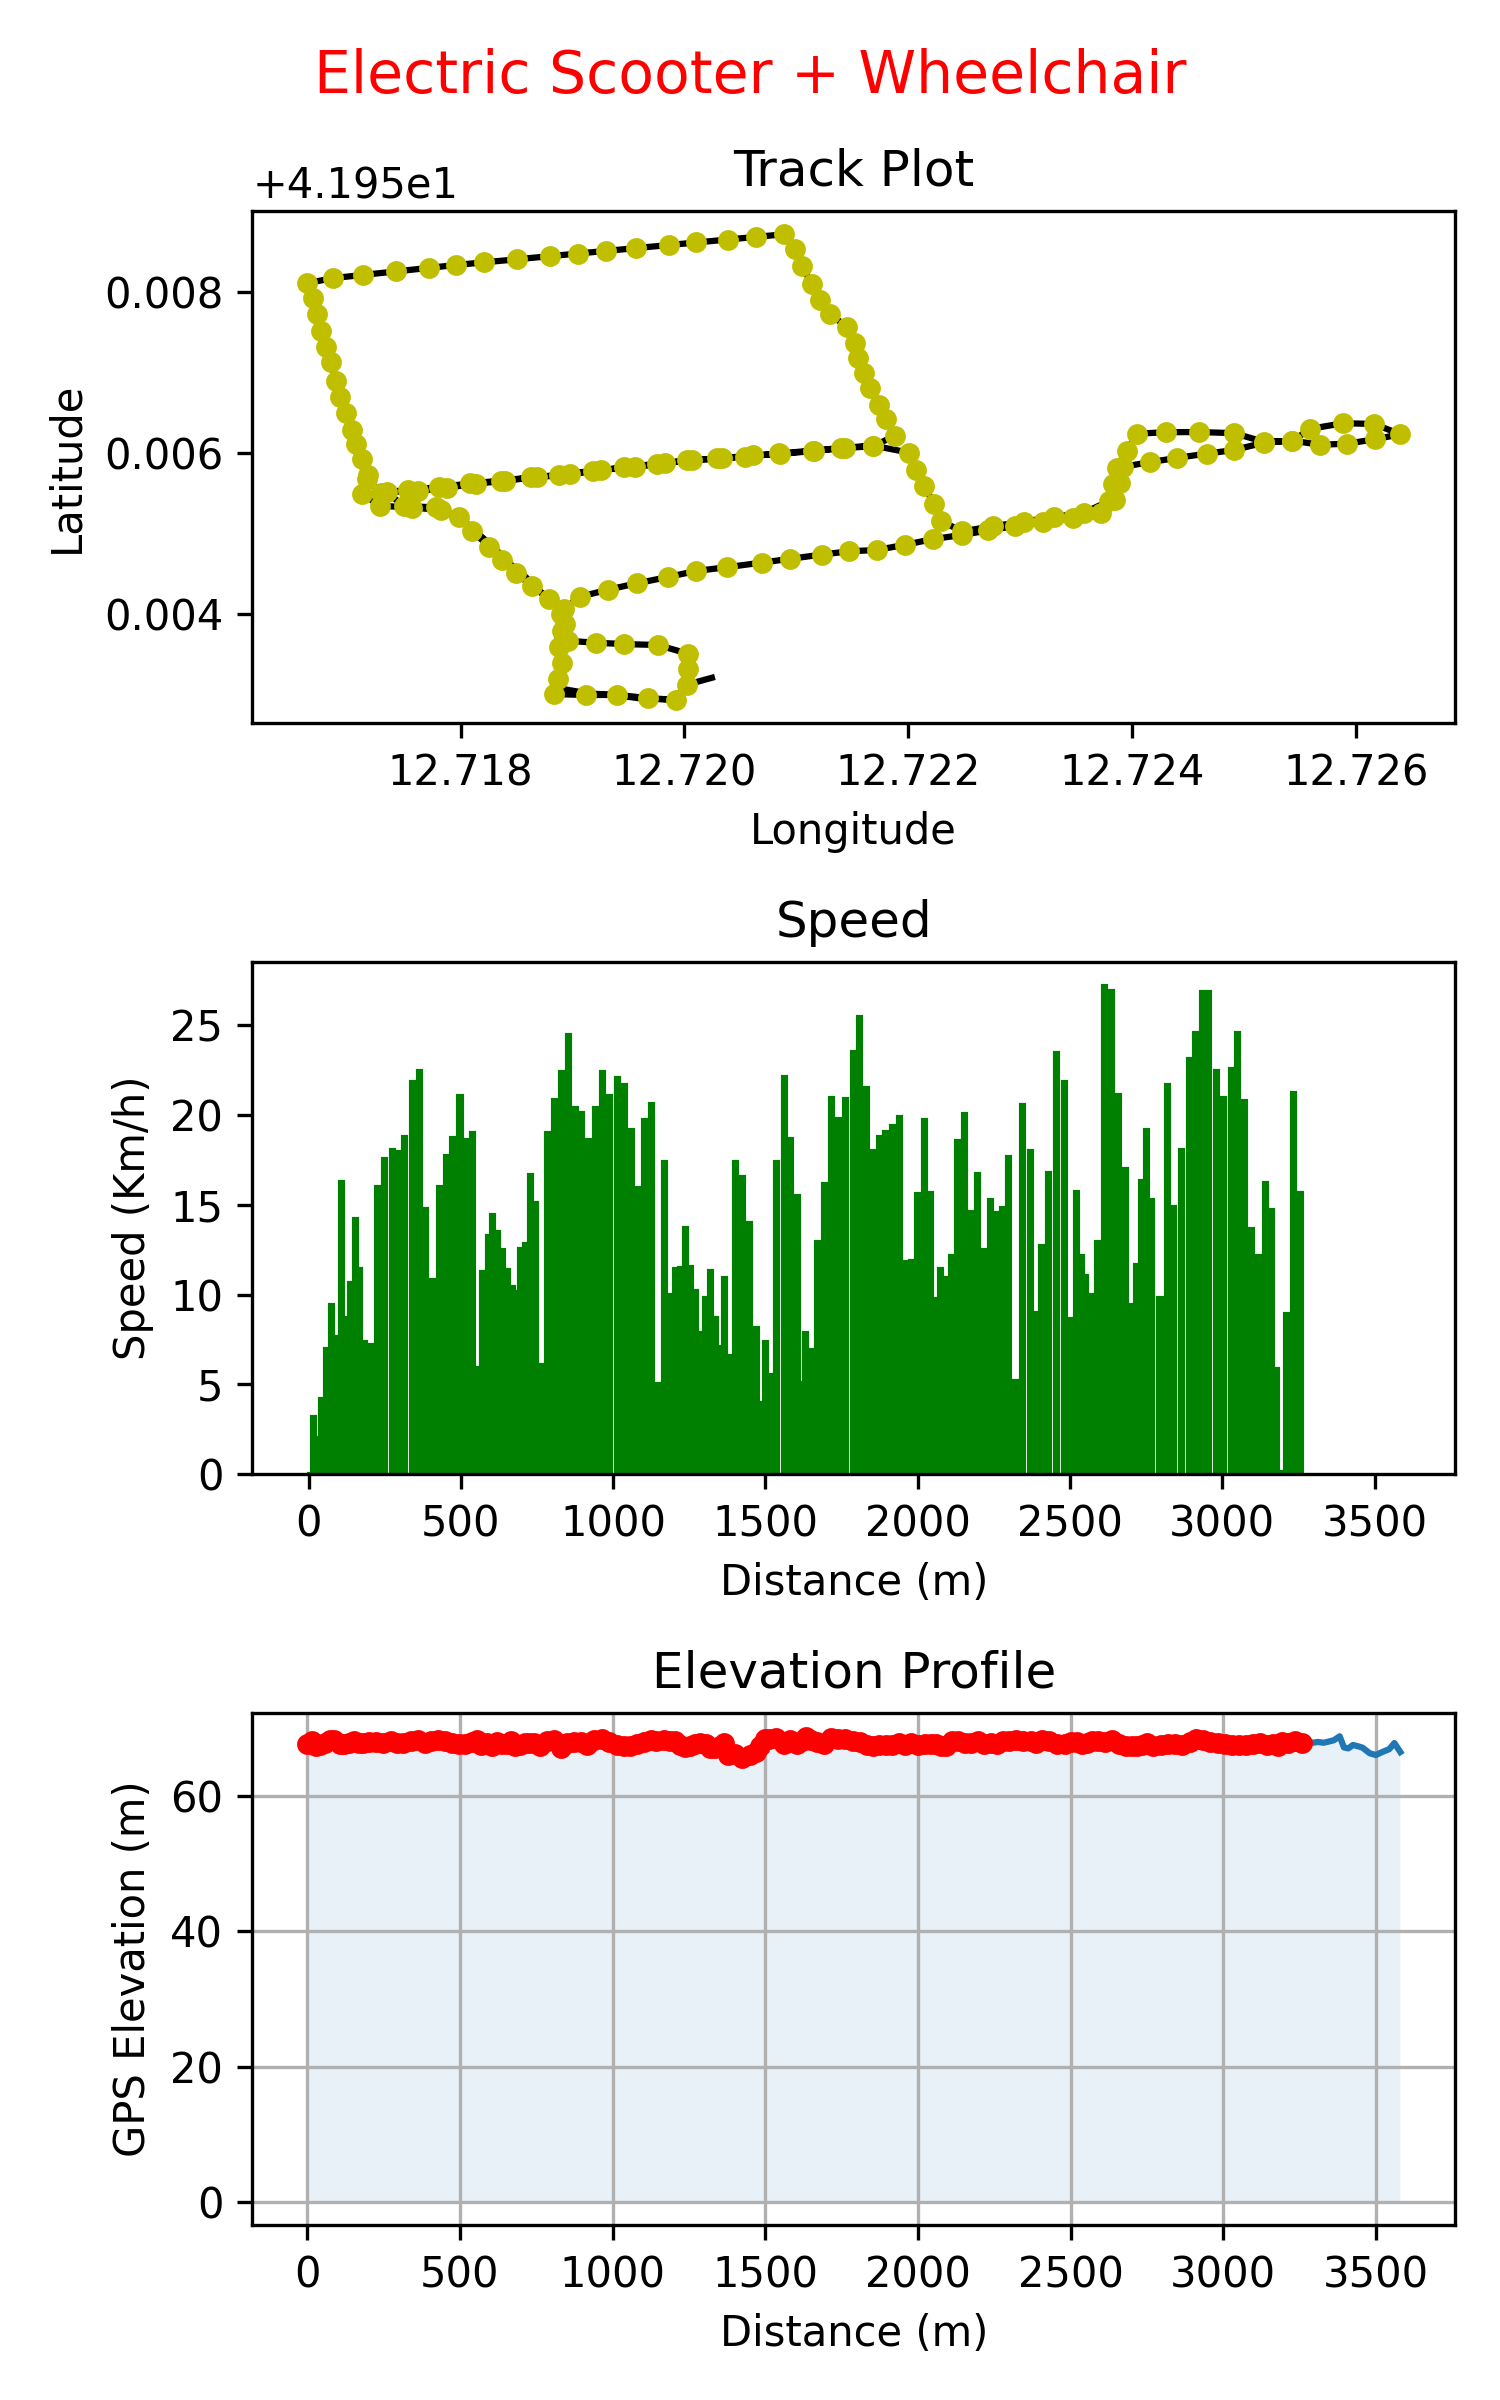 Electric Scooter + Wheelchair
Track Plot
+4.195e1
0.008
0.006
0.004
Latitude
12.718 12.720 12.722 12.724 12.726
Longitude
Speed
25
20
15
10
5
0
Speed (Km/h)
0 500 1000 1500 2000 2500 3000 3500
Distance (m)
Elevation Profile
60
40
20
0
GPS Elevation (m)
0 500 1000 1500 2000 2500 3000 3500
Distance (m)